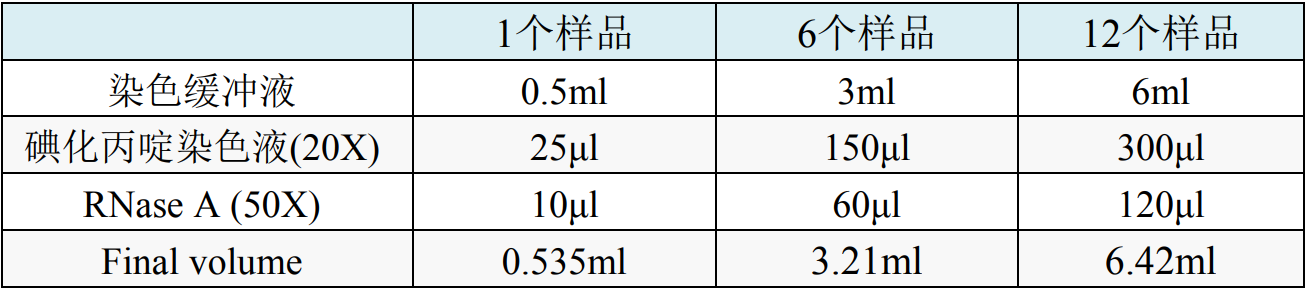 1个样品 6个样品 12个样品
染色缓冲液 0.5ml 3ml 6ml
碘化丙啶染色液(20X) 25μl 150μl 300μl
RNase A (50X) 10μl 60μl 120μl
Final volume 0.535ml 3.21ml 6.42ml